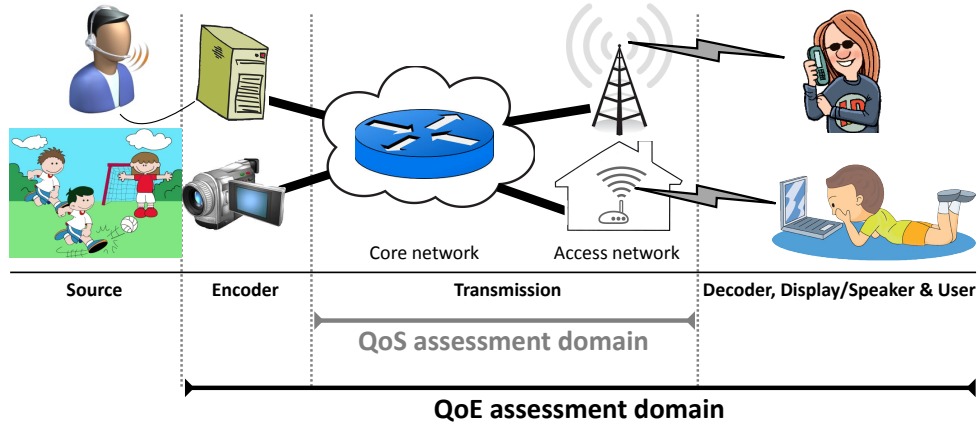 Core network
Access network
Source
Encoder
Transmission
Decoder, Display/Speaker & User
QoS assessment domain
QoE assessment domain